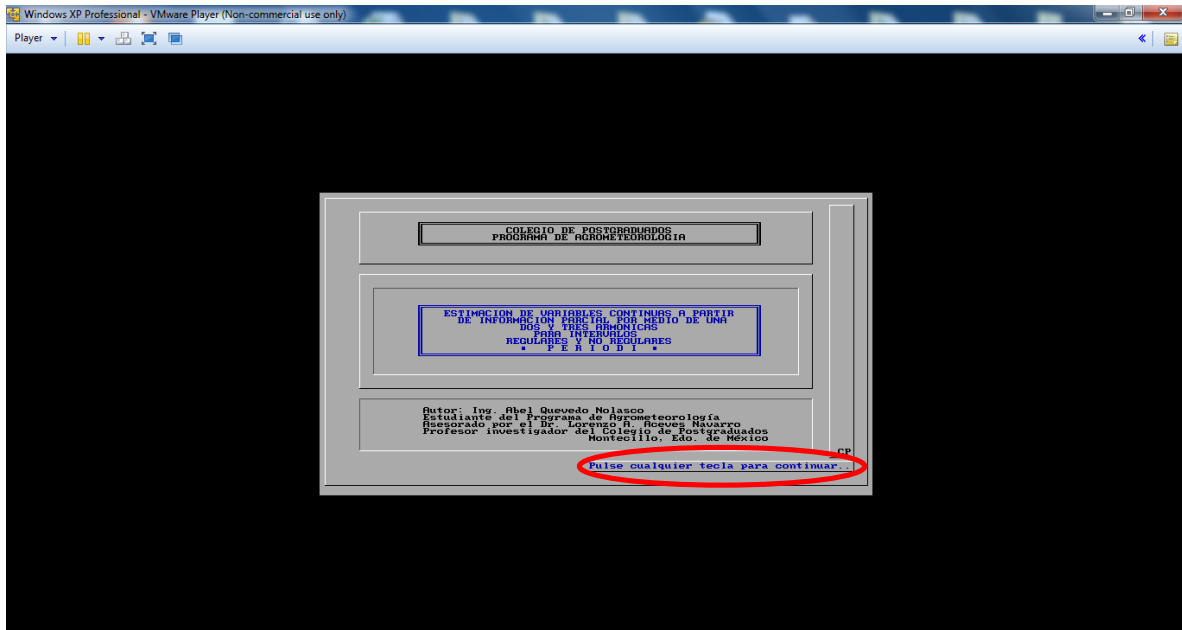 Windows XP Professional - VMware Player (Non-commercial use only)
Player
COLEGIO DE POSTGRADUADOS
PROGRAMA DE AGROMETEOROLOGIA
ESTIMACION DE VARIABLES CONTINUAS A PARTIR
DE INFORMACION PARCIAL POR MEDIO DE UNA
DOS Y TRES ARMONICAS
PARA INTERVALOS
REGULARES Y NO REGULARES
▪ P E R I O D I ▪
Autor: Ing. Abel Quevedo Nolasco
Estudiante del Programa de Agrometeorología
Asesorado por el Dr. Lorenzo A. Aceves Navarro
Profesor investigador del Colegio de Postgraduados
Montecillo, Edo. de México
CP
Pulse cualquier tecla para continuar..